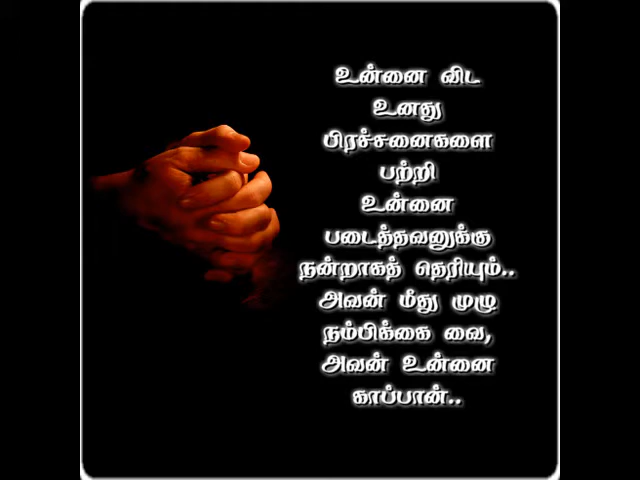 உன்னை விட
உனது
பிரச்சனைகளை
பற்றி
உன்னை
படைத்தவனுக்கு
நன்றாகத் தெரியும்..
அவன் மீது முழு
நம்பிக்கை வை,
அவன் உன்னை
காப்பான்..